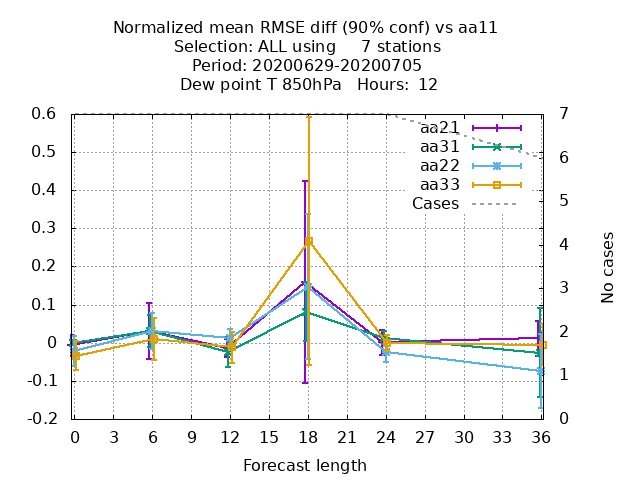 Normalized mean RMSE diff (90% conf) vs aa11
Selection: ALL using     7 stations
Period: 20200629-20200705
Dew point T 850hPa   Hours:  12
0.6
0.5
0.4
0.3
0.2
0.1
0
-0.1
-0.2
7
6
5
4
3
2
1
0
No cases
aa21
aa31
aa22
aa33
Cases
0 3 6 9 12 15 18 21 24 27 30 33 36
Forecast length